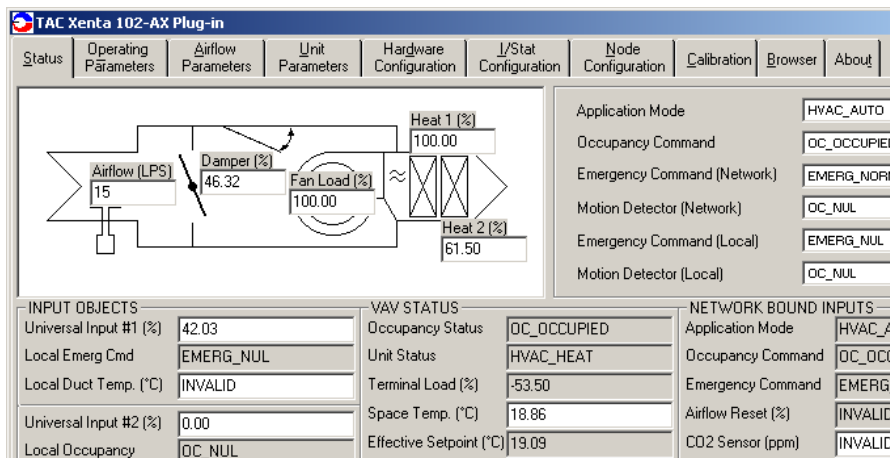 TAC Xenta 102-AX Plug-in
Status
Operating Parameters
Airflow Parameters
Unit Parameters
Hardware Configuration
I/Stat Configuration
Node Configuration
Calibration
Browser
About
Heat 1 (%)
100.00
Airflow (LPS)
15
Damper (%)
46.32
Fan Load (%)
100.00
Heat 2 (%)
61.50
Application Mode HVAC_AUTO
Occupancy Command OC_OCCUPIED
Emergency Command (Network) EMERG_NORM
Motion Detector (Network) OC_NUL
Emergency Command (Local) EMERG_NUL
Motion Detector (Local) OC_NUL
INPUT OBJECTS
Universal Input #1 (%) 42.03
Local Emerg Cmd EMERG_NUL
Local Duct Temp. (°C) INVALID
Universal Input #2 (%) 0.00
Local Occupancy OC_NUL
VAV STATUS
Occupancy Status OC_OCCUPIED
Unit Status HVAC_HEAT
Terminal Load (%) -53.50
Space Temp. (°C) 18.86
Effective Setpoint (°C) 19.09
NETWORK BOUND INPUTS
Application Mode HVAC_A
Occupancy Command OC_OCC
Emergency Command EMERG
Airflow Reset (%) INVALID
CO2 Sensor (ppm) INVALID